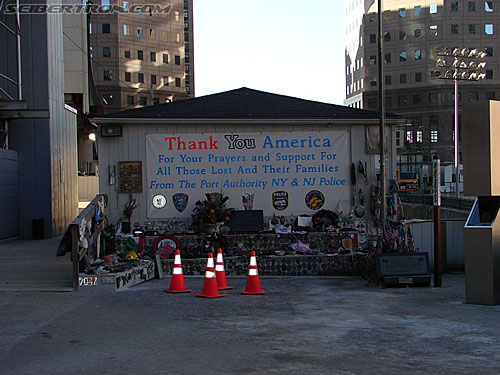 SEIBERTRON.COM
Thank You America
For Your Prayers and Support For
All Those Lost And Their Families
From The Port Authority NY & NJ Police
POLICE